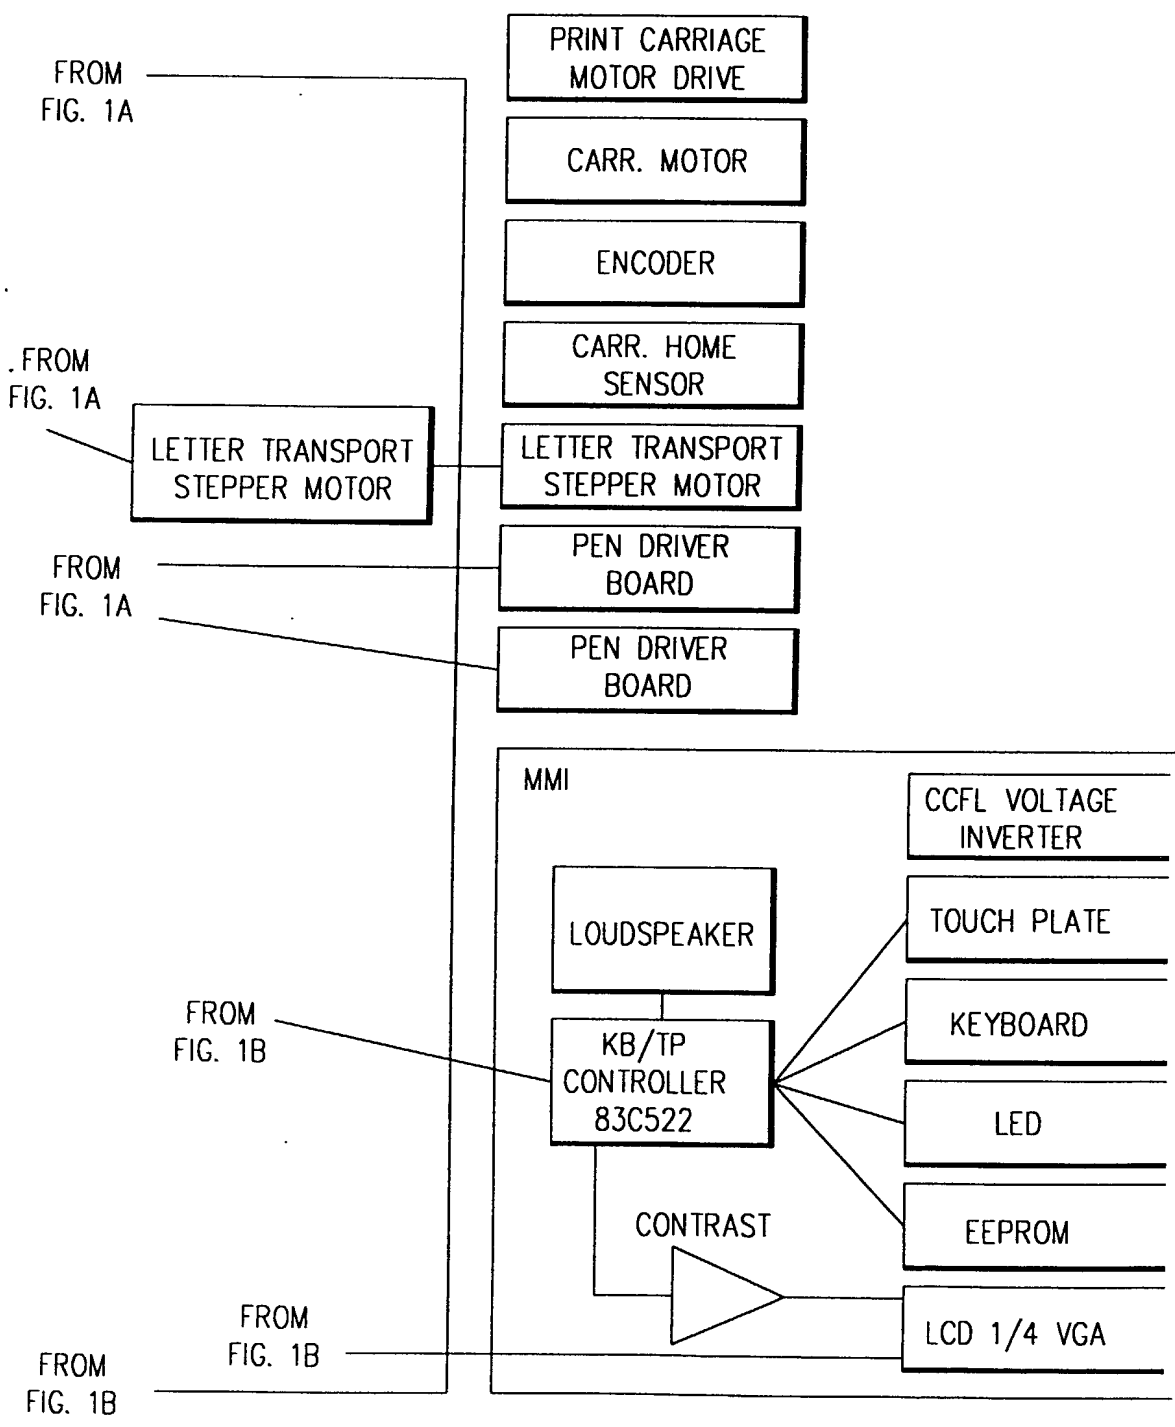 PRINT CARRIAGE
MOTOR DRIVE
FROM
FIG. 1A
CARR. MOTOR
ENCODER
CARR. HOME
SENSOR
FROM
FIG. 1A
LETTER TRANSPORT
STEPPER MOTOR
LETTER TRANSPORT
STEPPER MOTOR
FROM
FIG. 1A
PEN DRIVER
BOARD
PEN DRIVER
BOARD
MMI
CCFL VOLTAGE
INVERTER
LOUDSPEAKER
TOUCH PLATE
FROM
FIG. 1B
KB/TP
CONTROLLER
83C522
KEYBOARD
LED
EEPROM
CONTRAST
LCD 1/4 VGA
FROM
FIG. 1B
FROM
FIG. 1B